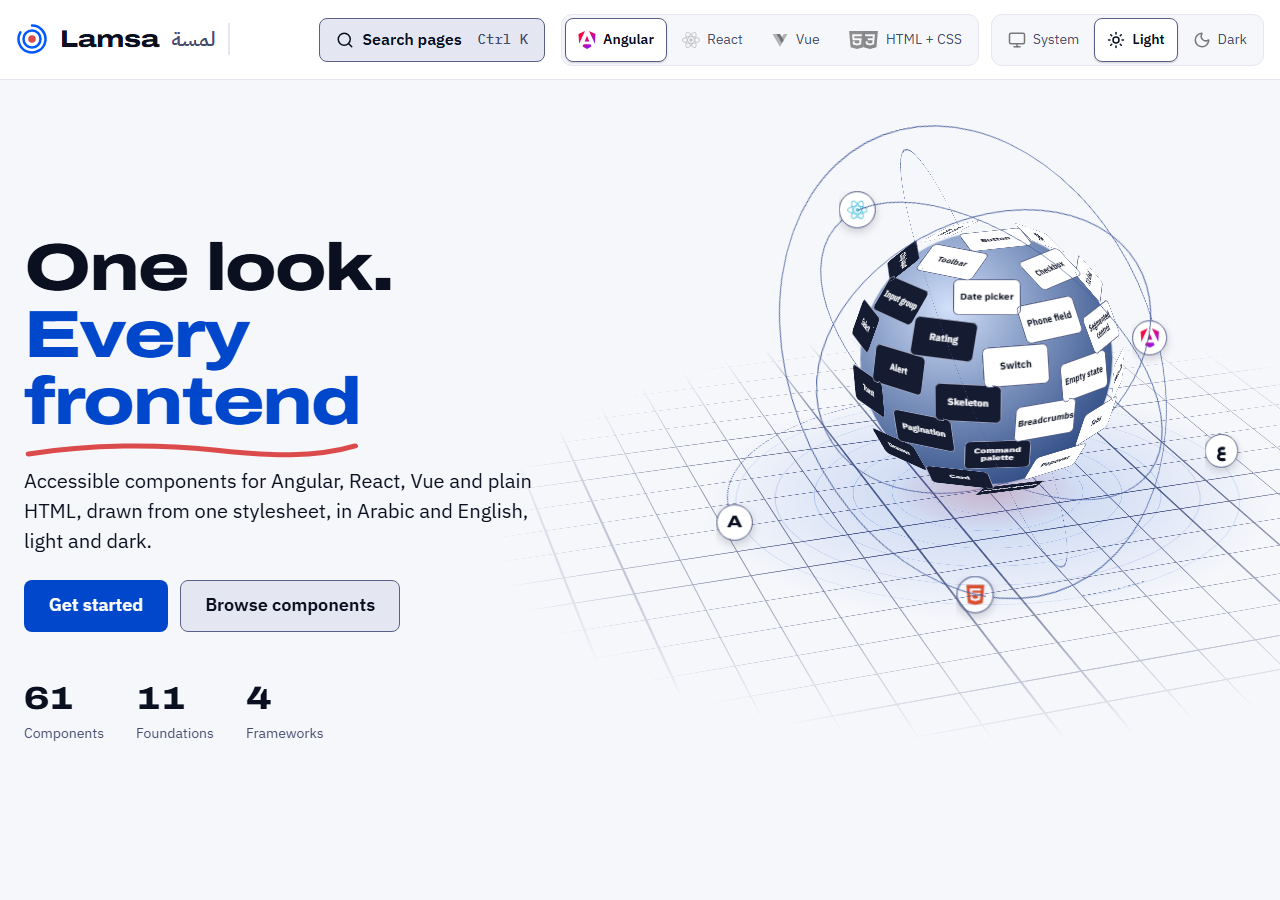 Lamsa لمسة
Search pages Ctrl K
Angular
React
Vue
HTML + CSS
System
Light
Dark
One look.
Every
frontend
Accessible components for Angular, React, Vue and plain
HTML, drawn from one stylesheet, in Arabic and English,
light and dark.
Get started
Browse components
61
Components
11
Foundations
4
Frameworks
Button
Toolbar
Checkbox
Input group
Date picker
Phone field
Segmented
control
Rating
Switch
Alert
Empty state
Skeleton
Toast
Breadcrumbs
Pagination
Command
palette
Popover
Card
A
ع